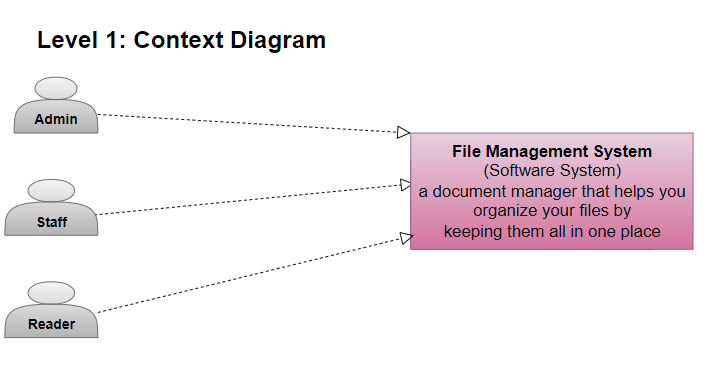 Level 1: Context Diagram
Admin
Staff
Reader
File Management System
(Software System)
a document manager that helps you
organize your files by
keeping them all in one place